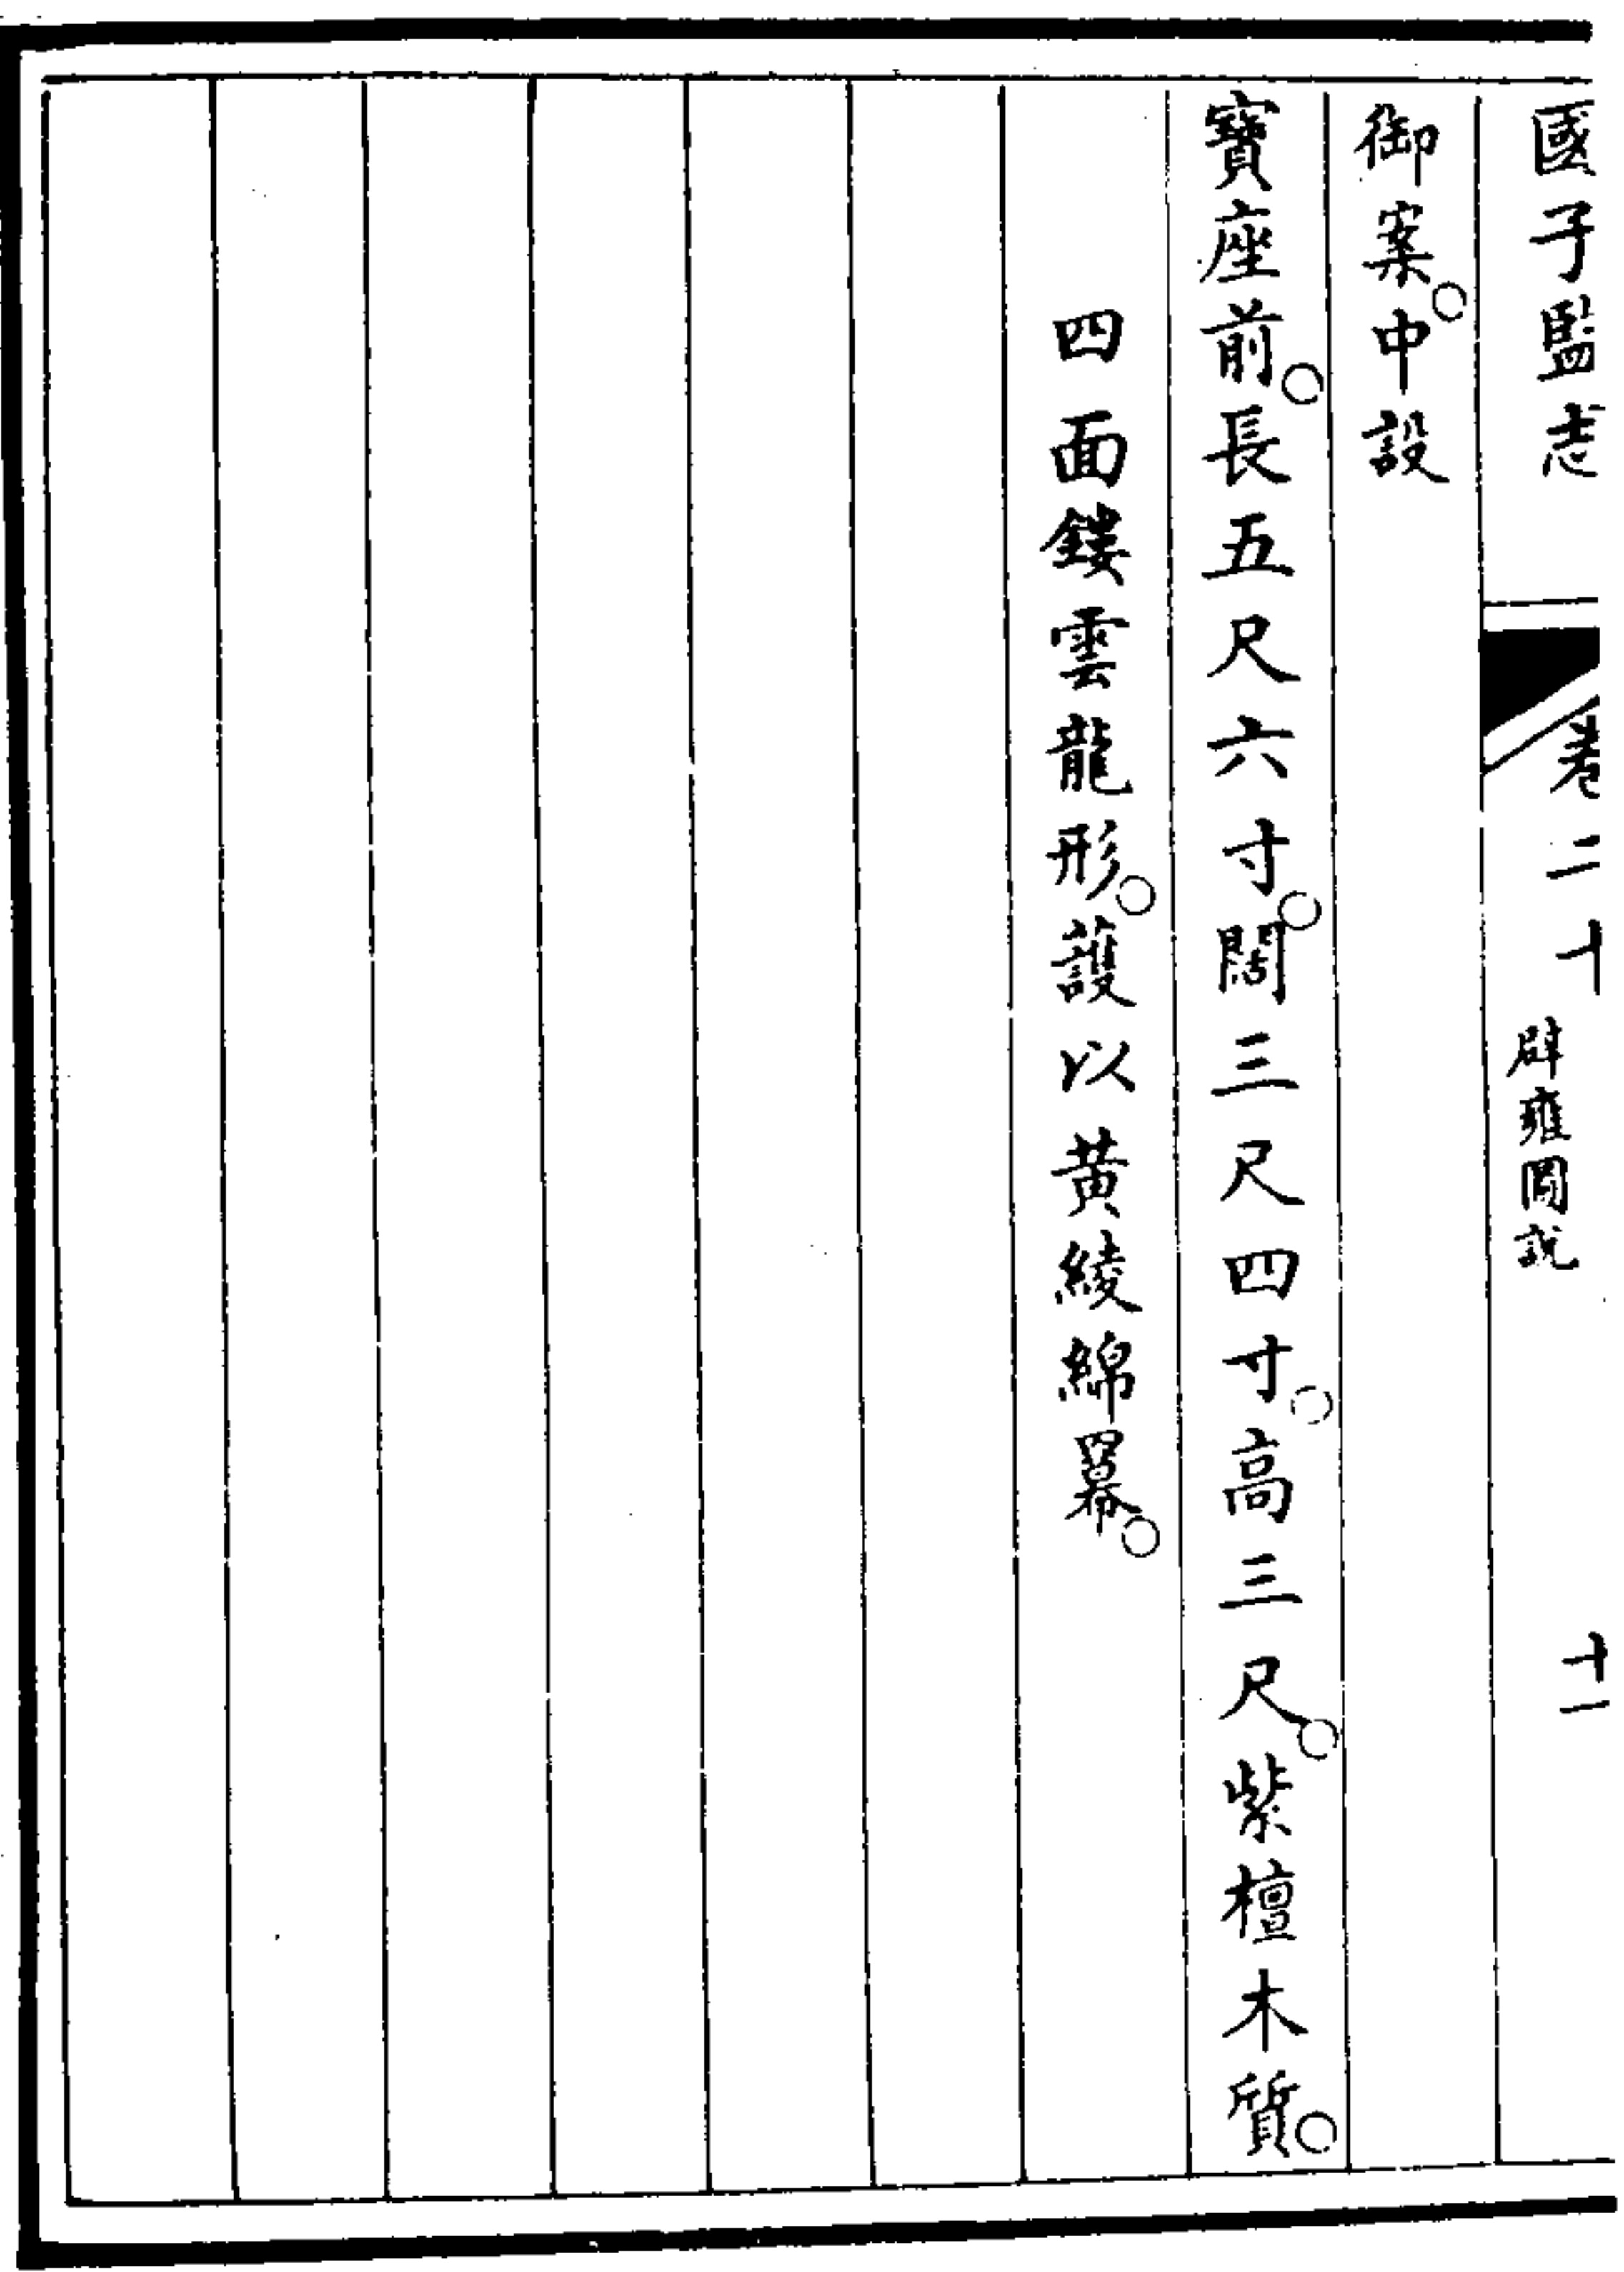 國子監志 卷二十 辟雍圖說 十一
御案。中設
寶座前。長五尺六寸。闊三尺四寸。高三尺。紫檀木質。
四面鏤雲龍形。護以黃綾綿羃。